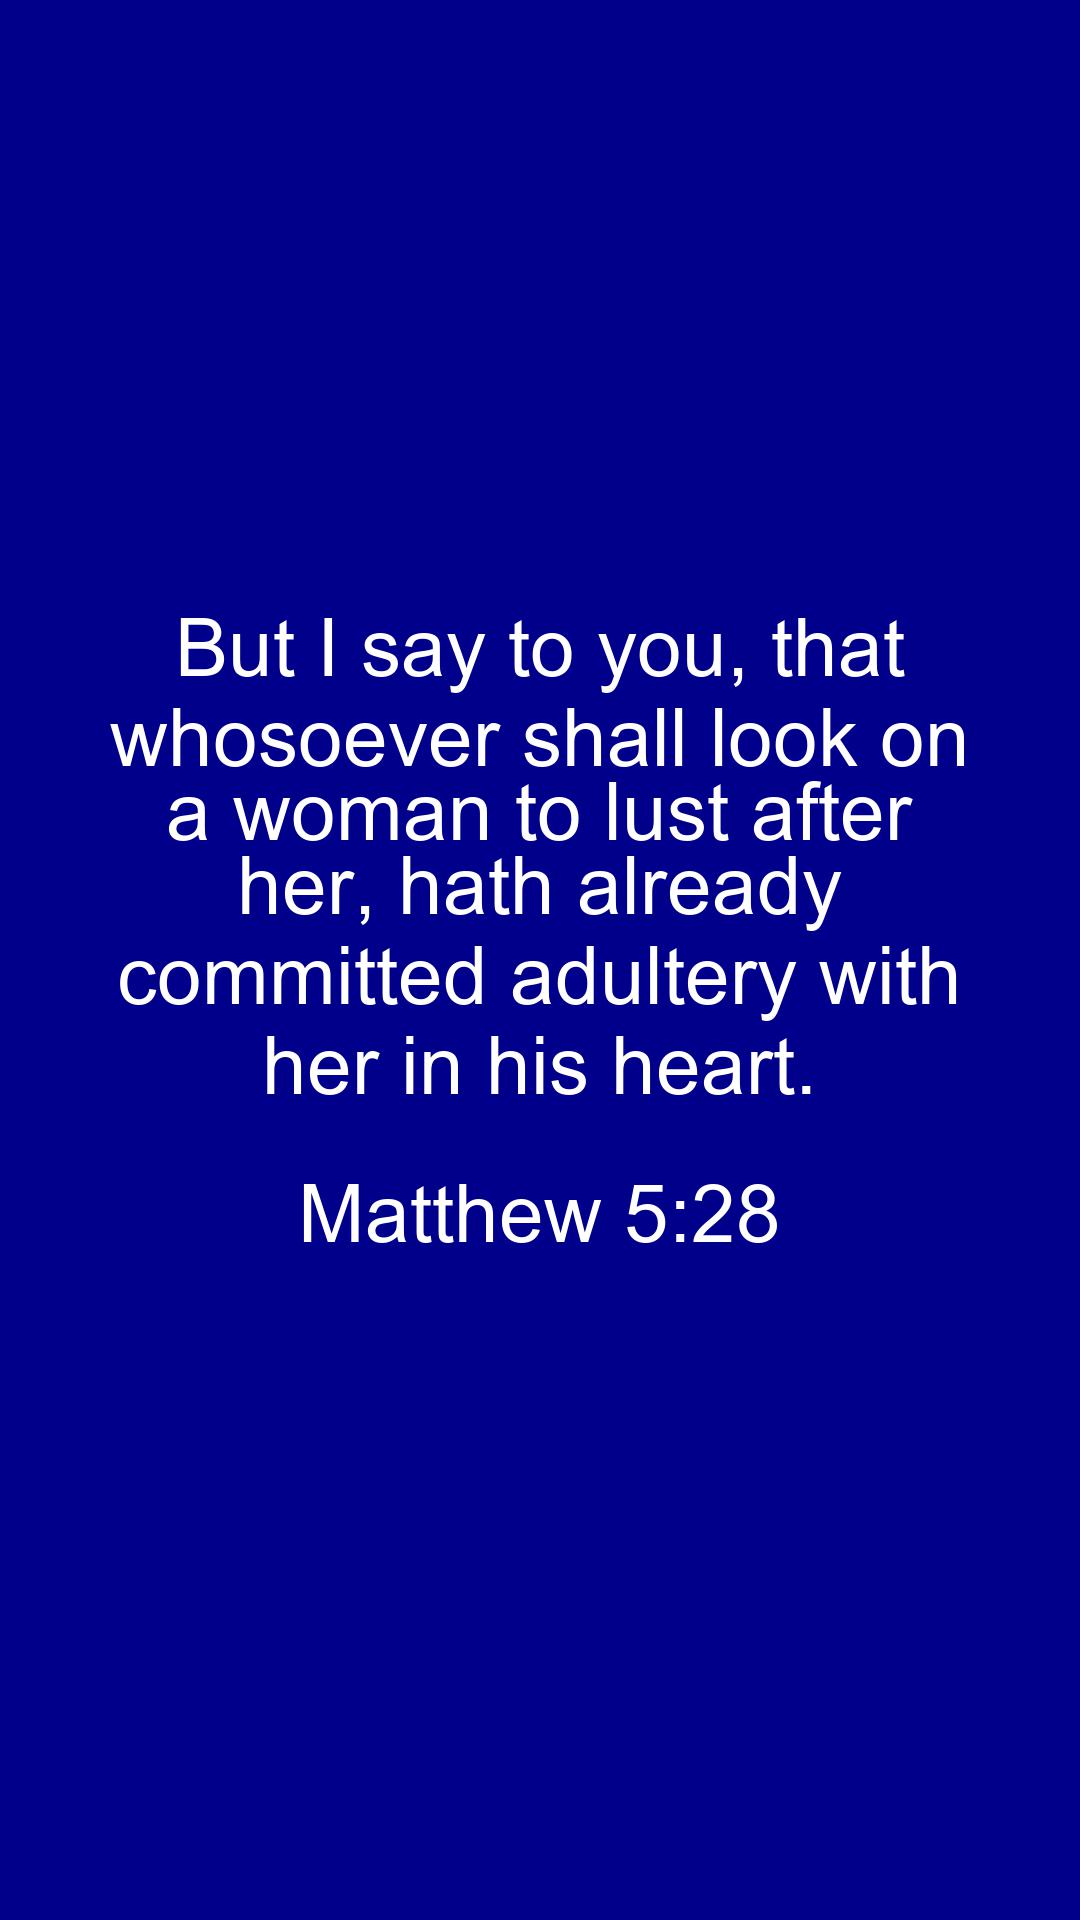 But I say to you, that
whosoever shall look on
a woman to lust after
her, hath already
committed adultery with
her in his heart.
Matthew 5:28